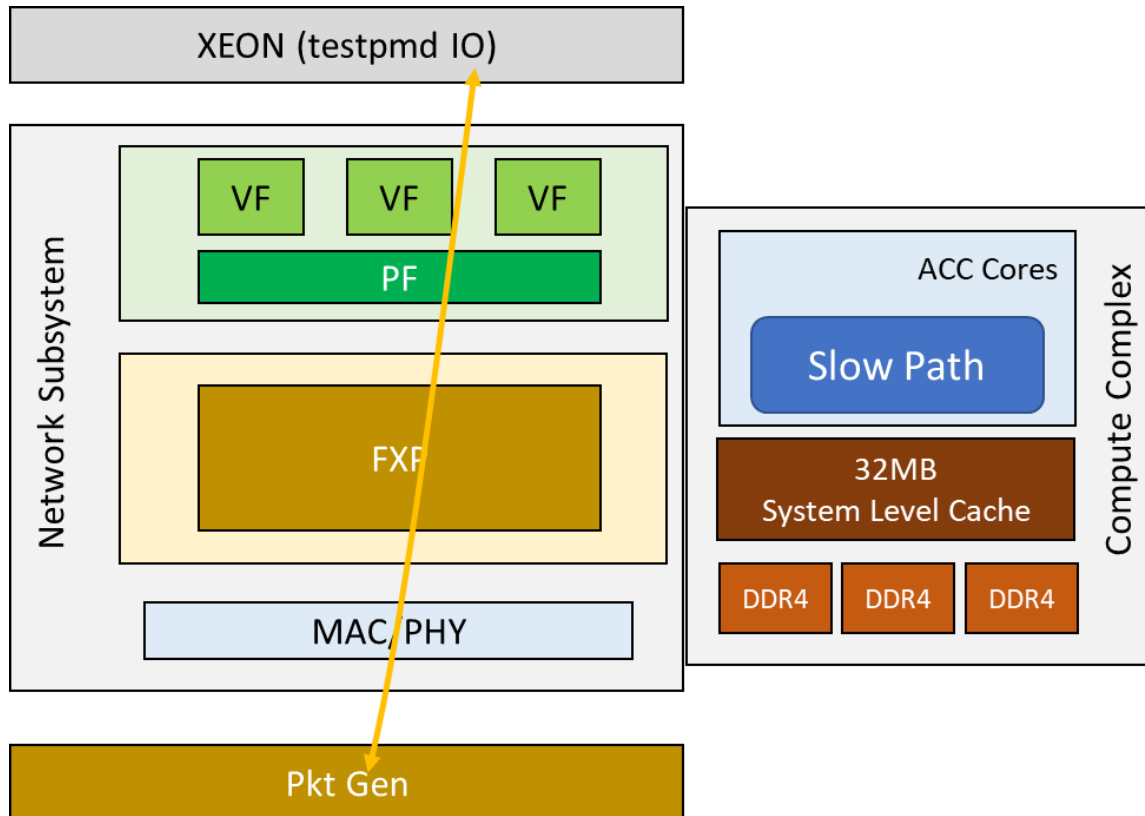 XEON (testpmd IO)
Network Subsystem
VF
VF
VF
PF
FXP
MAC/PHY
Pkt Gen
ACC Cores
Slow Path
32MB
System Level Cache
DDR4
DDR4
DDR4
Compute Complex